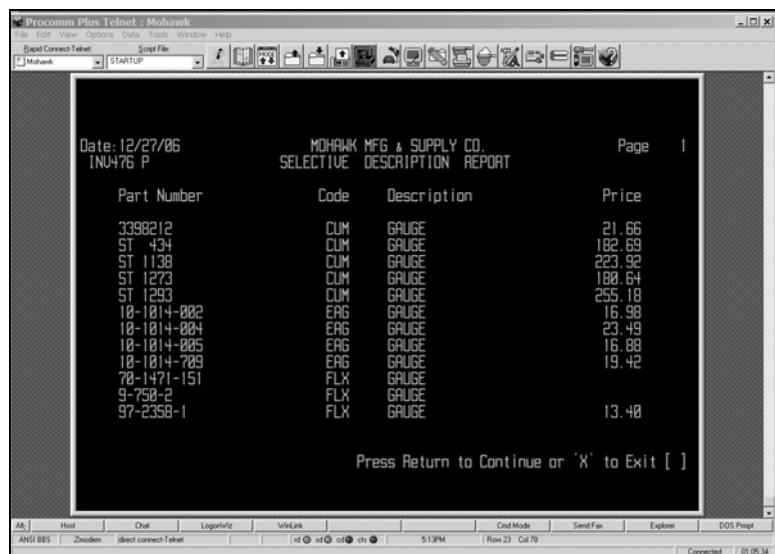 Procomm Plus Telnet : Mohawk
File Edit View Options Data Tools Window Help
Rapid Connect-Telnet: Script File:
Mohawk STARTUP
Date:12/27/06 MOHAWK MFG & SUPPLY CO. Page 1
INV476 P SELECTIVE DESCRIPTION REPORT
Part Number Code Description Price
3398212 CUM GAUGE 21.66
ST 434 CUM GAUGE 182.69
ST 1138 CUM GAUGE 223.92
ST 1273 CUM GAUGE 180.64
ST 1293 CUM GAUGE 255.18
10-1014-002 EAG GAUGE 16.98
10-1014-004 EAG GAUGE 23.49
10-1014-005 EAG GAUGE 16.88
10-1014-709 EAG GAUGE 19.42
70-1471-151 FLX GAUGE
9-750-2 FLX GAUGE
97-2358-1 FLX GAUGE 13.40
Press Return to Continue or 'X' to Exit [ ]
Alt; Host Chat LogonWiz WinLink Cmd Mode Send Fax Explorer DOS Prmpt
ANSI BBS Zmodem direct connect-Telnet rd sd cd cts 5:13PM Row 23 Col 78
Connected 01:05:34